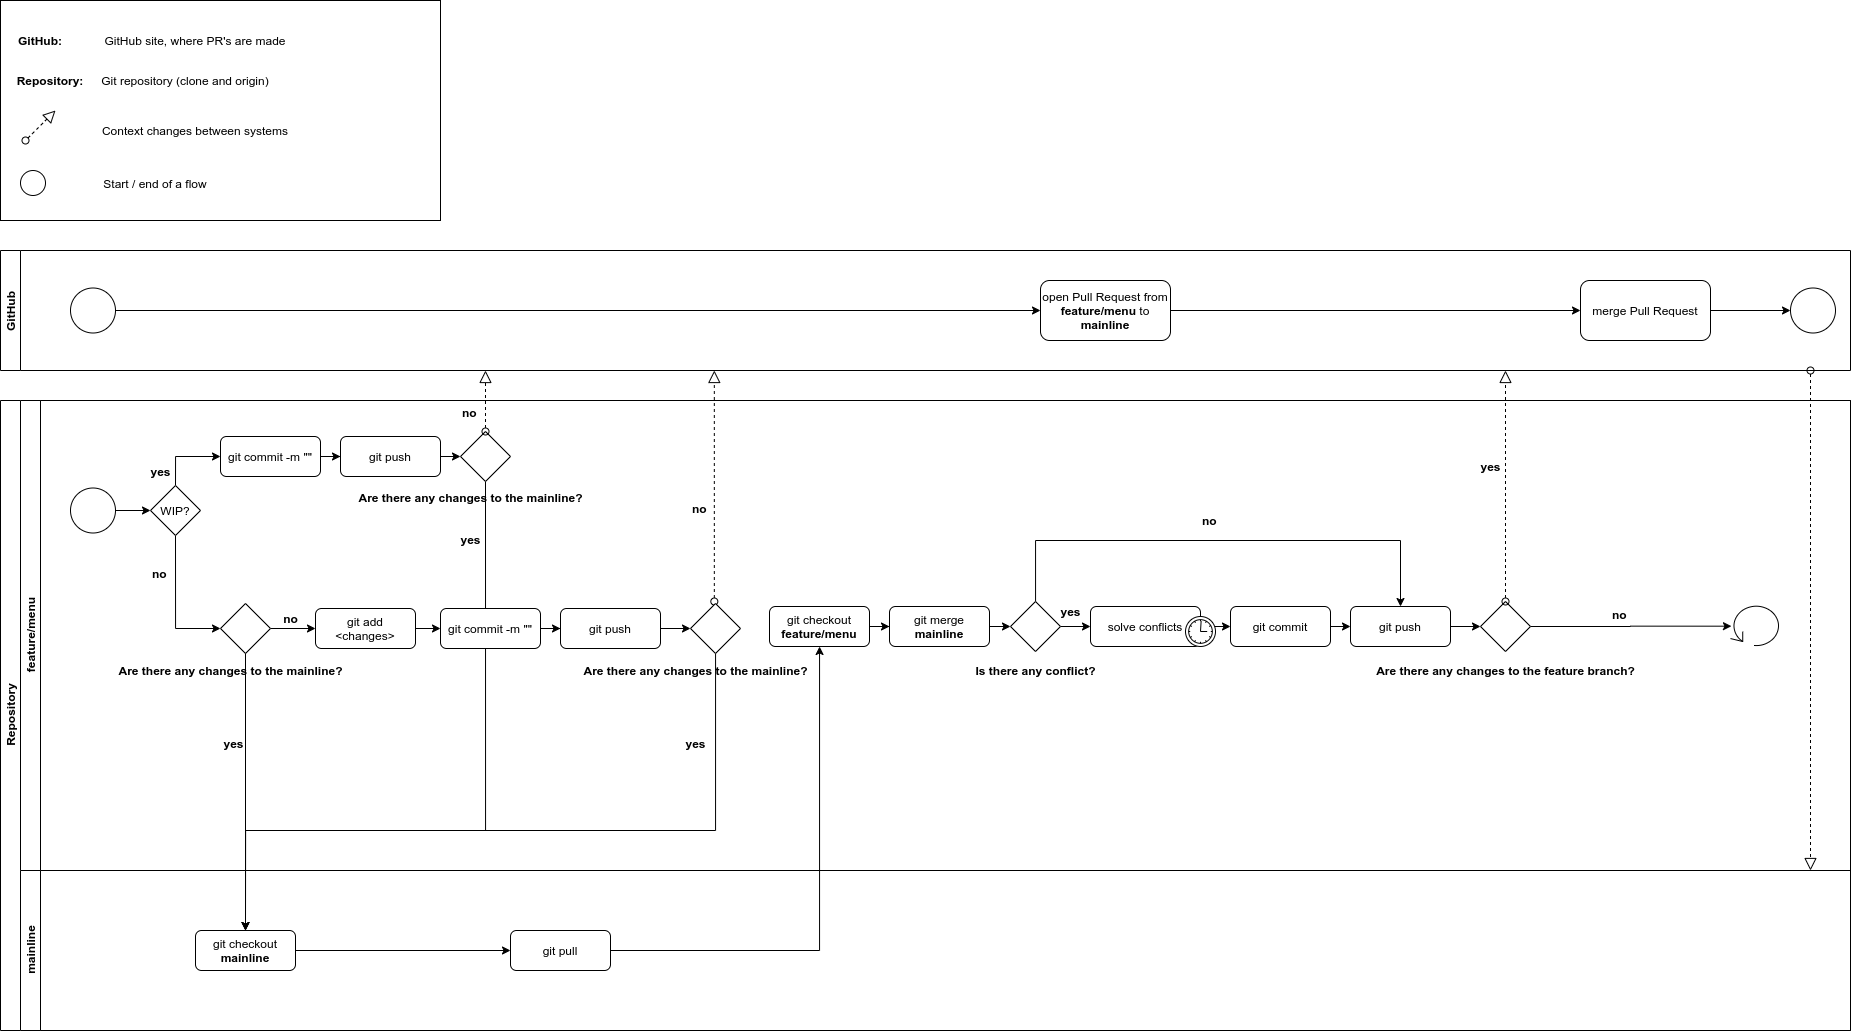 GitHub: GitHub site, where PR's are made
Repository: Git repository (clone and origin)
Context changes between systems
Start / end of a flow
GitHub
open Pull Request from
feature/menu to
mainline
merge Pull Request
Repository
feature/menu
no
yes
git commit -m ""
git push
WIP?
Are there any changes to the mainline?
no
yes
no
yes
no
no
git add
<changes>
git commit -m ""
git push
git checkout
feature/menu
git merge
mainline
yes
solve conflicts
git commit
git push
no
Are there any changes to the mainline?
Are there any changes to the mainline?
Is there any conflict?
Are there any changes to the feature branch?
yes
yes
yes
mainline
git checkout
mainline
git pull